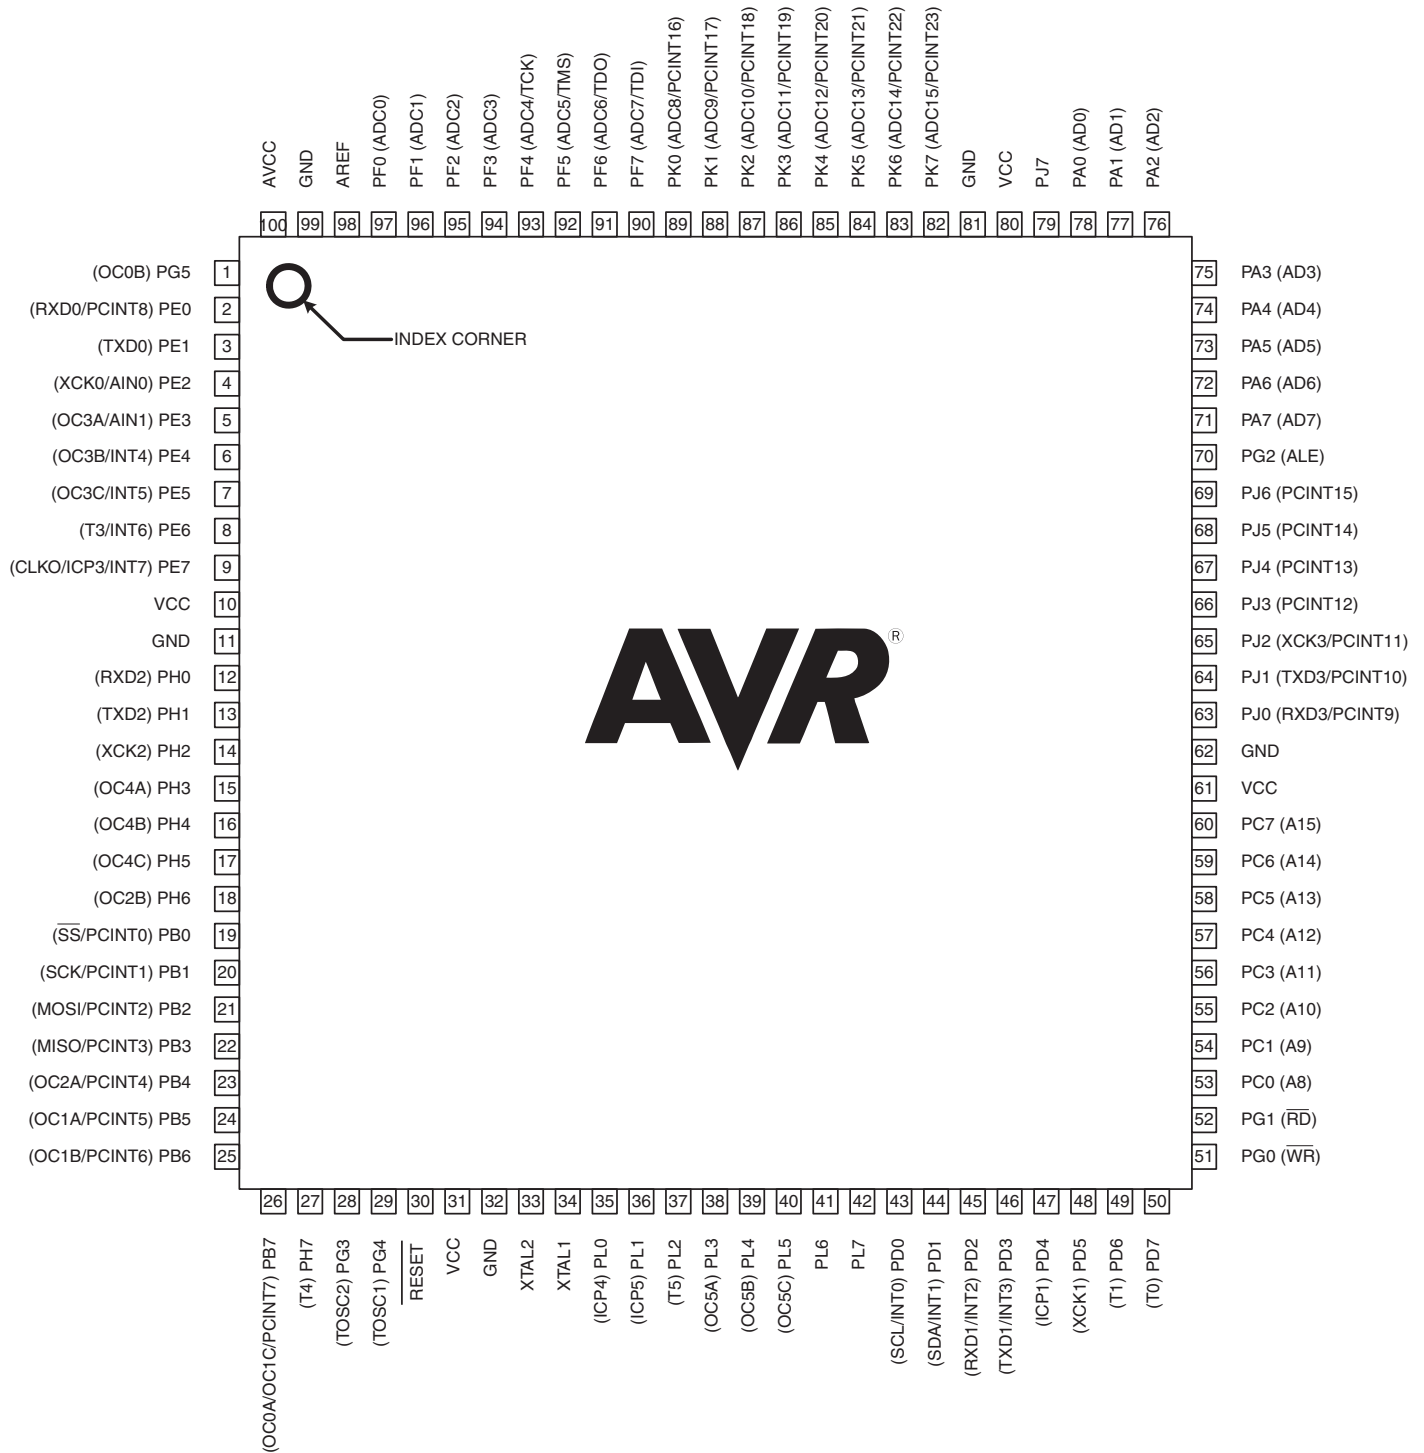 AVCC
GND
AREF
PF0 (ADC0)
PF1 (ADC1)
PF2 (ADC2)
PF3 (ADC3)
PF4 (ADC4/TCK)
PF5 (ADC5/TMS)
PF6 (ADC6/TDO)
PF7 (ADC7/TDI)
PK0 (ADC8/PCINT16)
PK1 (ADC9/PCINT17)
PK2 (ADC10/PCINT18)
PK3 (ADC11/PCINT19)
PK4 (ADC12/PCINT20)
PK5 (ADC13/PCINT21)
PK6 (ADC14/PCINT22)
PK7 (ADC15/PCINT23)
GND
VCC
PJ7
PA0 (AD0)
PA1 (AD1)
PA2 (AD2)
100 99 98 97 96 95 94 93 92 91 90 89 88 87 86 85 84 83 82 81 80 79 78 77 76
(OC0B) PG5 1
(RXD0/PCINT8) PE0 2
(TXD0) PE1 3
(XCK0/AIN0) PE2 4
(OC3A/AIN1) PE3 5
(OC3B/INT4) PE4 6
(OC3C/INT5) PE5 7
(T3/INT6) PE6 8
(CLKO/ICP3/INT7) PE7 9
VCC 10
GND 11
(RXD2) PH0 12
(TXD2) PH1 13
(XCK2) PH2 14
(OC4A) PH3 15
(OC4B) PH4 16
(OC4C) PH5 17
(OC2B) PH6 18
(SS/PCINT0) PB0 19
(SCK/PCINT1) PB1 20
(MOSI/PCINT2) PB2 21
(MISO/PCINT3) PB3 22
(OC2A/PCINT4) PB4 23
(OC1A/PCINT5) PB5 24
(OC1B/PCINT6) PB6 25
INDEX CORNER
AVR®
75 PA3 (AD3)
74 PA4 (AD4)
73 PA5 (AD5)
72 PA6 (AD6)
71 PA7 (AD7)
70 PG2 (ALE)
69 PJ6 (PCINT15)
68 PJ5 (PCINT14)
67 PJ4 (PCINT13)
66 PJ3 (PCINT12)
65 PJ2 (XCK3/PCINT11)
64 PJ1 (TXD3/PCINT10)
63 PJ0 (RXD3/PCINT9)
62 GND
61 VCC
60 PC7 (A15)
59 PC6 (A14)
58 PC5 (A13)
57 PC4 (A12)
56 PC3 (A11)
55 PC2 (A10)
54 PC1 (A9)
53 PC0 (A8)
52 PG1 (RD)
51 PG0 (WR)
26 27 28 29 30 31 32 33 34 35 36 37 38 39 40 41 42 43 44 45 46 47 48 49 50
(OC0A/OC1C/PCINT7) PB7
(T4) PH7
(TOSC2) PG3
(TOSC1) PG4
RESET
VCC
GND
XTAL2
XTAL1
(ICP4) PL0
(ICP5) PL1
(T5) PL2
(OC5A) PL3
(OC5B) PL4
(OC5C) PL5
PL6
PL7
(SCL/INT0) PD0
(SDA/INT1) PD1
(RXD1/INT2) PD2
(TXD1/INT3) PD3
(ICP1) PD4
(XCK1) PD5
(T1) PD6
(T0) PD7